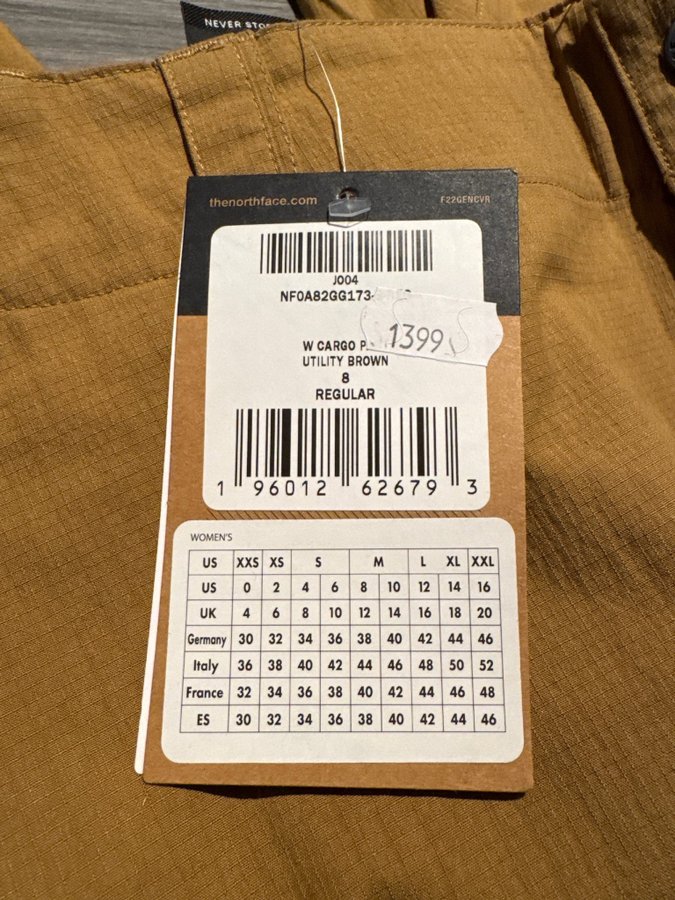 NEVER
thenorthface.com
F22GENCVR
J004
NF0A82GG173-
1399
W CARGO
UTILITY BROWN
8
REGULAR
1 96012 62679 3
WOMEN'S
US XXS XS S M L XL XXL
US 0 2 4 6 8 10 12 14 16
UK 4 6 8 10 12 14 16 18 20
Germany 30 32 34 36 38 40 42 44 46
Italy 36 38 40 42 44 46 48 50 52
France 32 34 36 38 40 42 44 46 48
ES 30 32 34 36 38 40 42 44 46